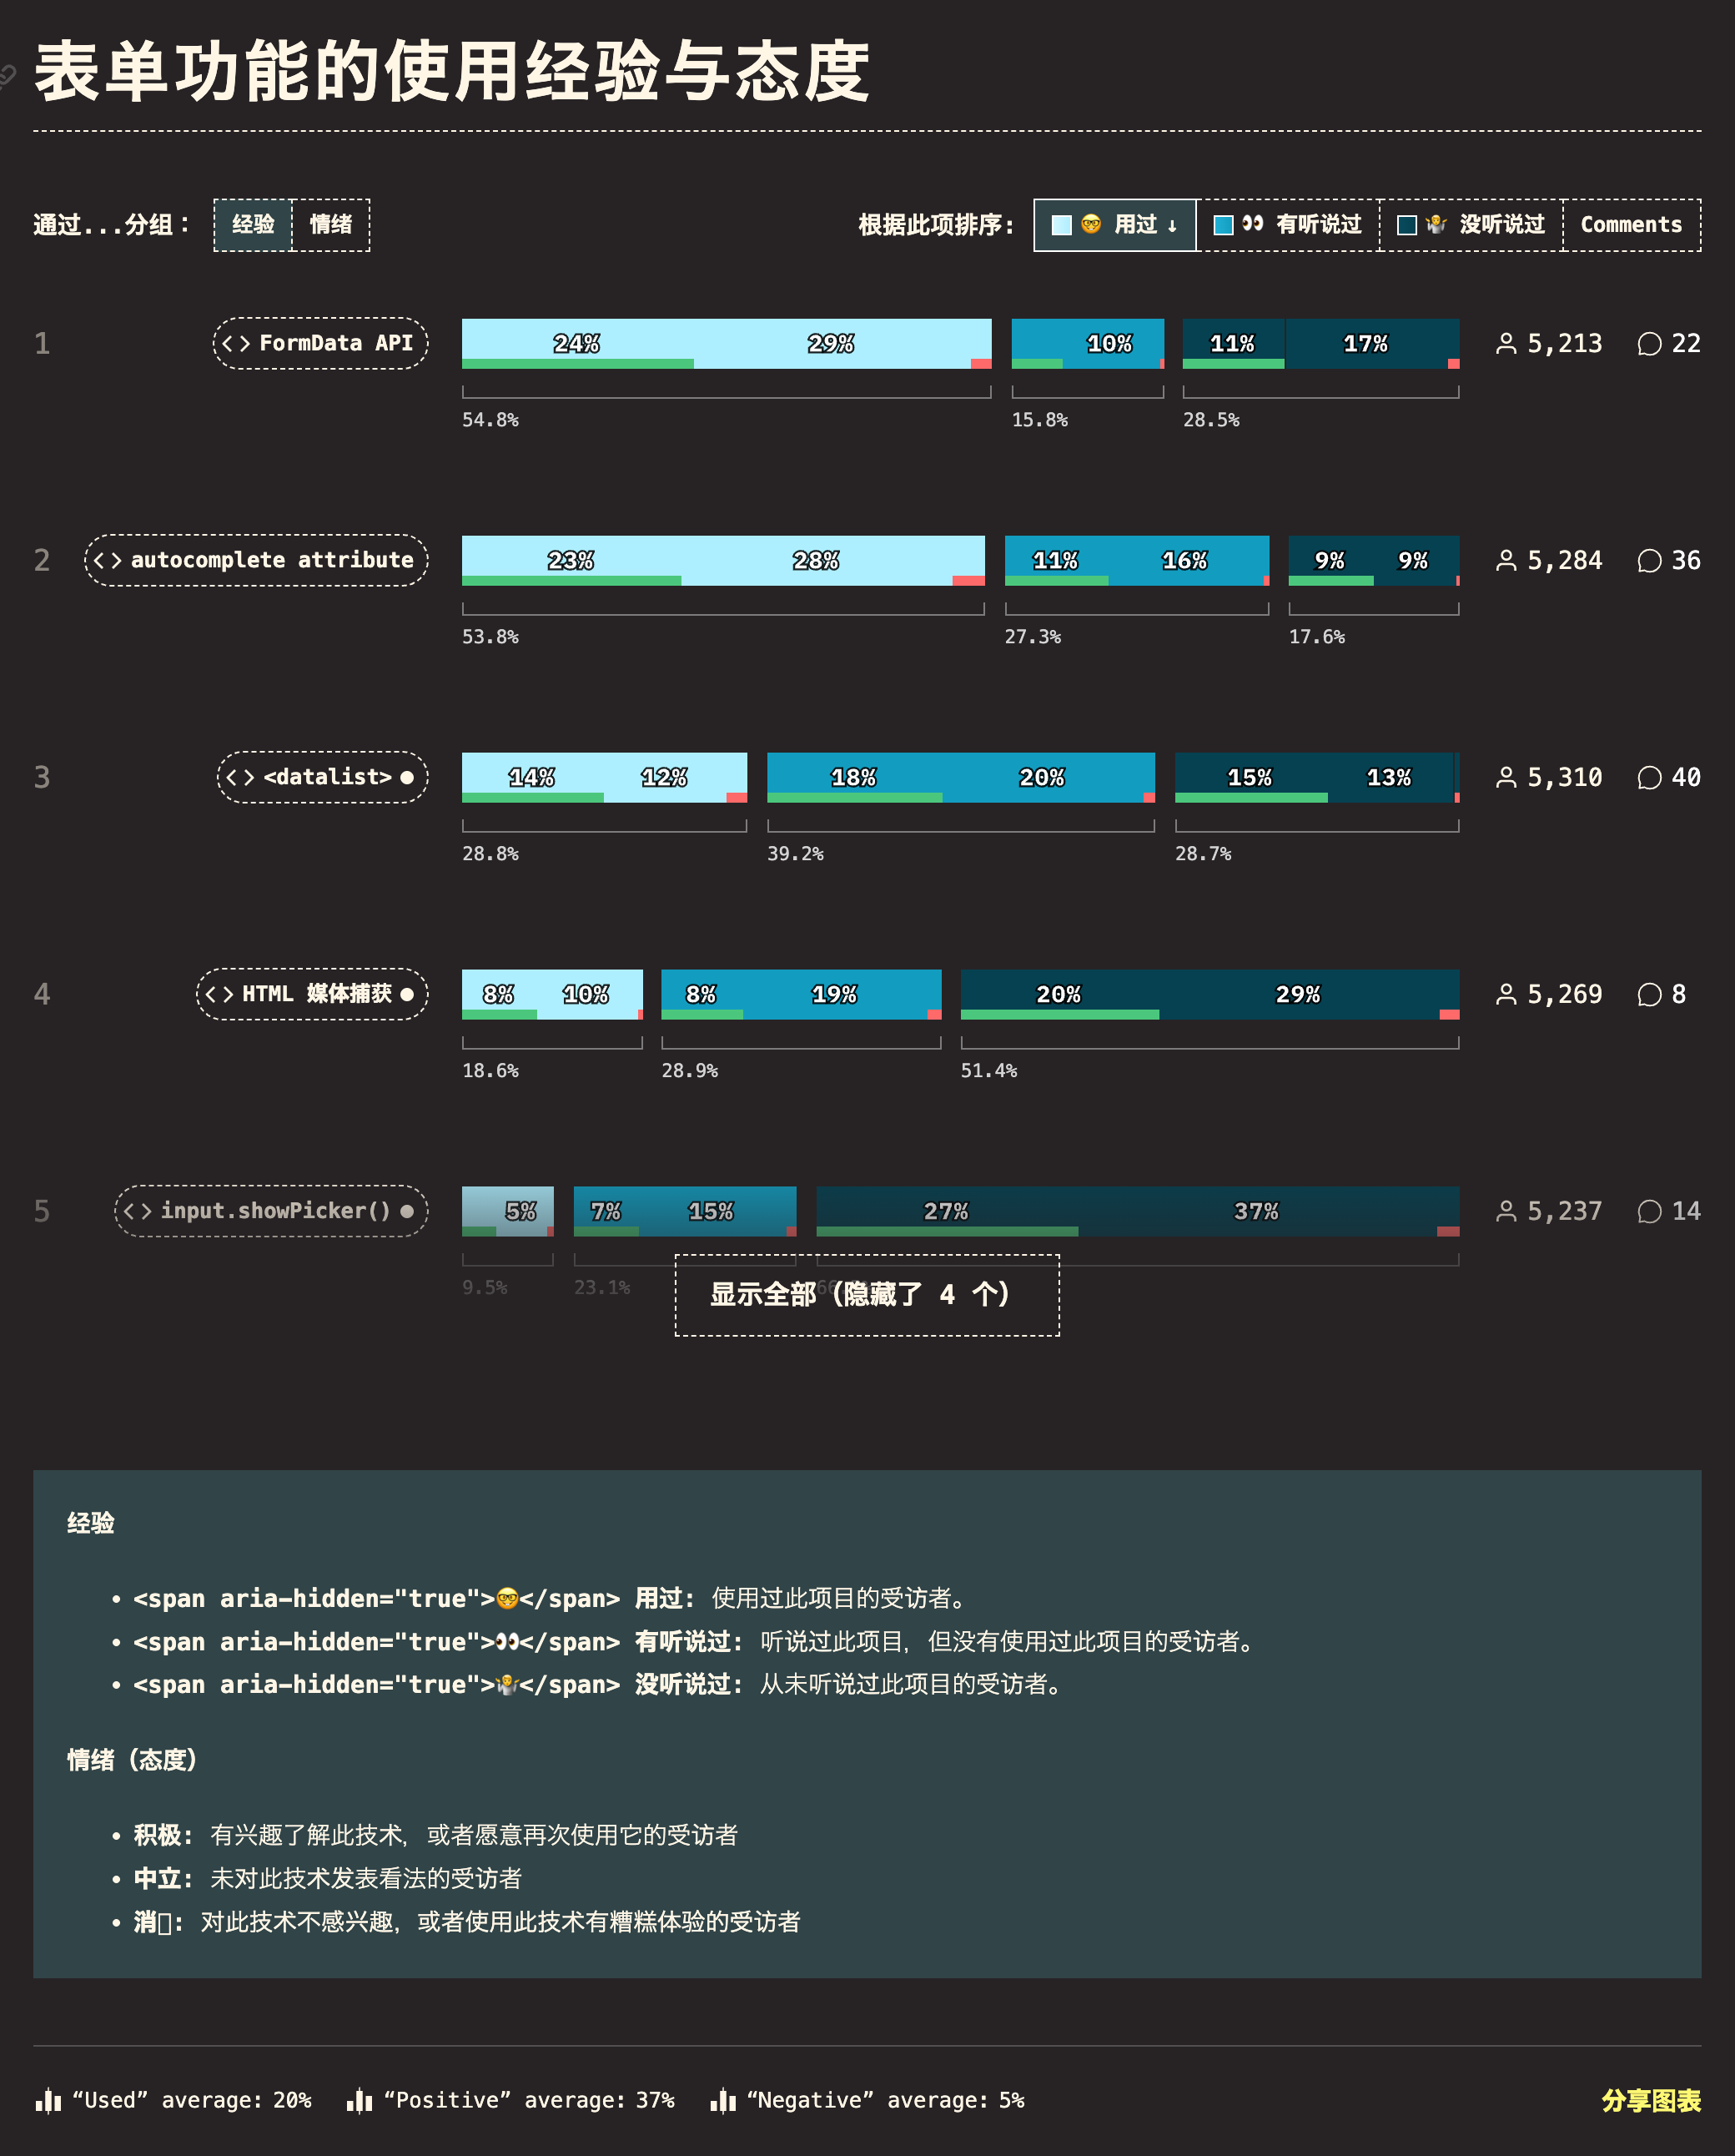 表单功能的使用经验与态度
通过...分组： 经验 情绪 根据此项排序: 🤓 用过 ↓ 👀 有听说过 🤷 没听说过 Comments
1 <> FormData API 24% 29% 10% 11% 17% 5,213 22
54.8% 15.8% 28.5%
2 <> autocomplete attribute 23% 28% 11% 16% 9% 9% 5,284 36
53.8% 27.3% 17.6%
3 <> <datalist> 14% 12% 18% 20% 15% 13% 5,310 40
28.8% 39.2% 28.7%
4 <> HTML 媒体捕获 8% 10% 8% 19% 20% 29% 5,269 8
18.6% 28.9% 51.4%
5 <> input.showPicker() 5% 7% 15% 27% 37% 5,237 14
9.5% 23.1%
显示全部（隐藏了 4 个）
经验
• <span aria-hidden="true">🤓</span> 用过: 使用过此项目的受访者。
• <span aria-hidden="true">👀</span> 有听说过: 听说过此项目，但没有使用过此项目的受访者。
• <span aria-hidden="true">🤷</span> 没听说过: 从未听说过此项目的受访者。
情绪（态度）
• 积极: 有兴趣了解此技术，或者愿意再次使用它的受访者
• 中立: 未对此技术发表看法的受访者
• 消: 对此技术不感兴趣，或者使用此技术有糟糕体验的受访者
“Used” average: 20% “Positive” average: 37% “Negative” average: 5% 分享图表